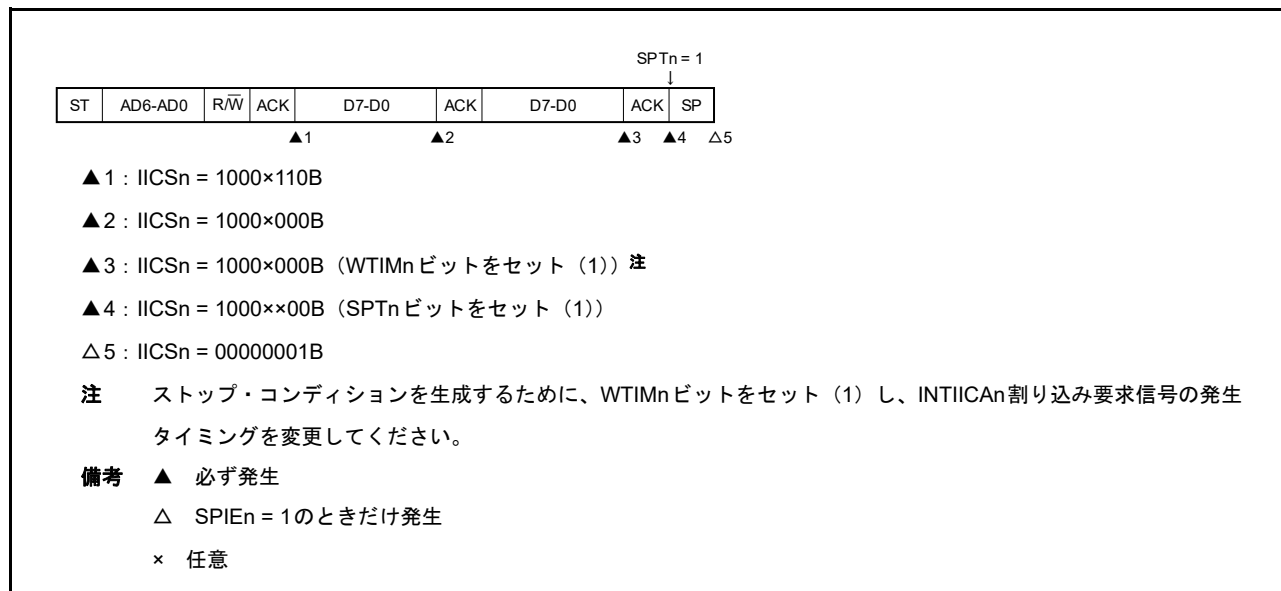 SPTn = 1
↓
ST AD6-AD0 R/W̅ ACK D7-D0 ACK D7-D0 ACK SP
▲1 ▲2 ▲3 ▲4 △5
▲1：IICSn = 1000×110B
▲2：IICSn = 1000×000B
▲3：IICSn = 1000×000B（WTIMnビットをセット（1））注
▲4：IICSn = 1000××00B（SPTnビットをセット（1））
△5：IICSn = 00000001B
注 ストップ・コンディションを生成するために、WTIMnビットをセット（1）し、INTIICAn割り込み要求信号の発生
タイミングを変更してください。
備考 ▲ 必ず発生
△ SPIEn = 1のときだけ発生
× 任意